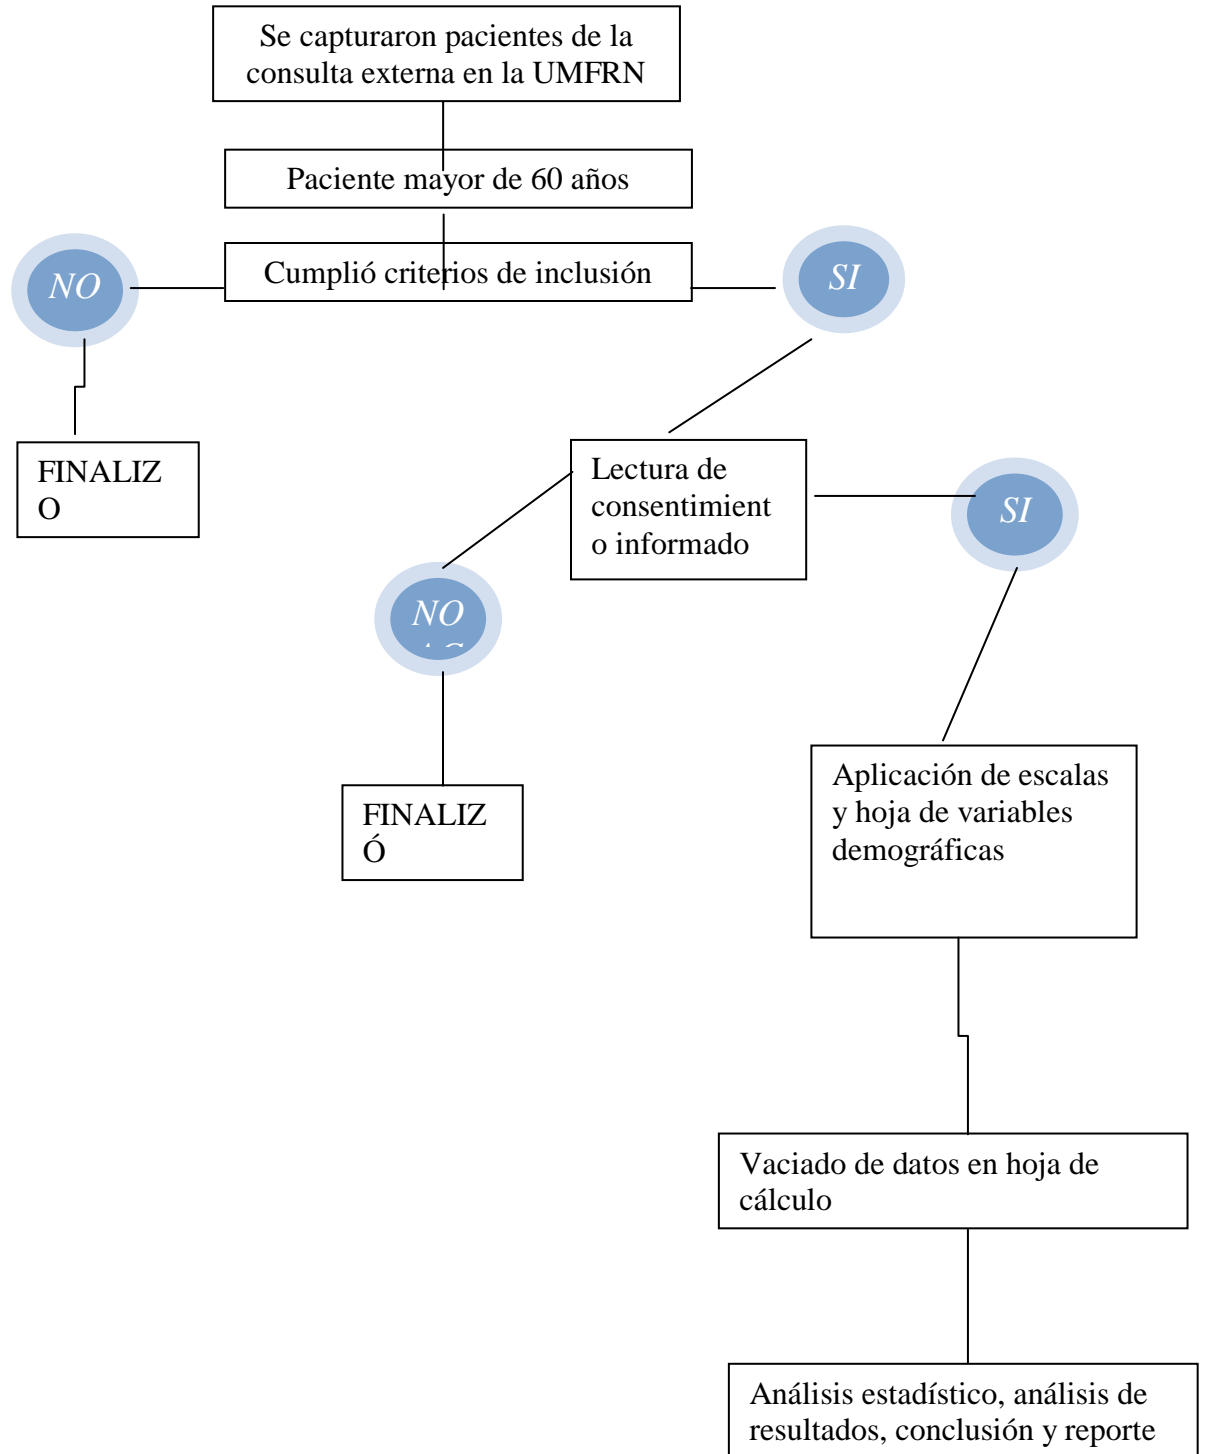 Se capturaron pacientes de la
consulta externa en la UMFRN
Paciente mayor de 60 años
Cumplió criterios de inclusión
NO
SI
FINALIZ
O
Lectura de
consentimient
o informado
SI
NO
FINALIZ
Ó
Aplicación de escalas
y hoja de variables
demográficas
Vaciado de datos en hoja de
cálculo
Análisis estadístico, análisis de
resultados, conclusión y reporte